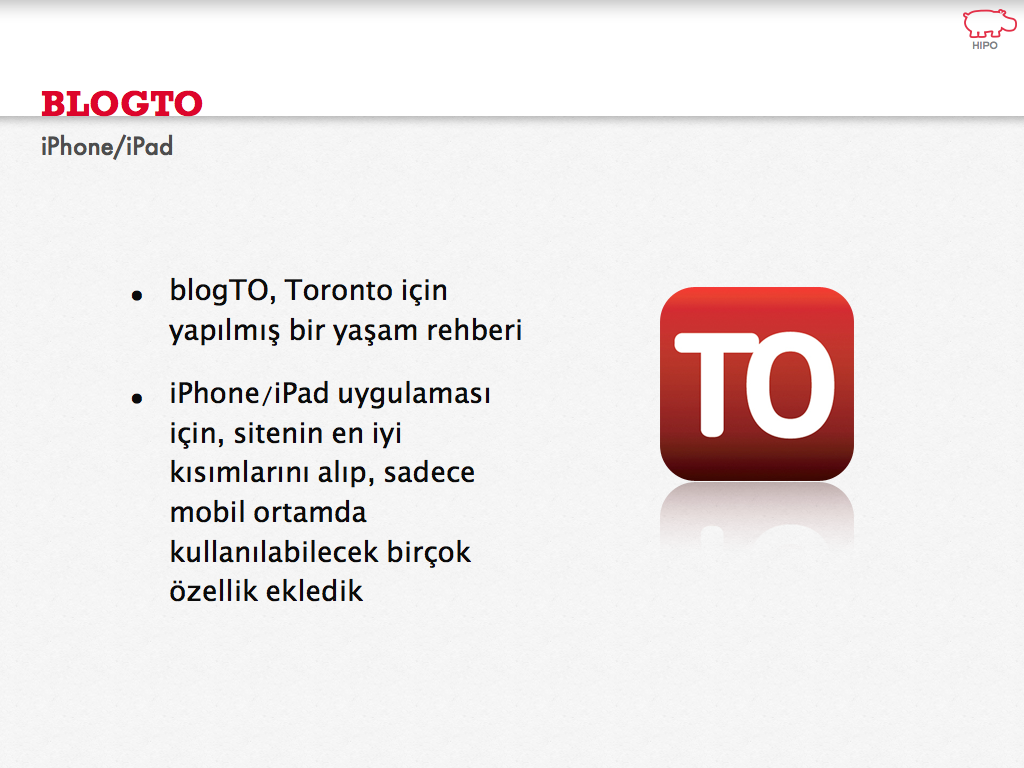 HIPO
BLOGTO
iPhone/iPad
• blogTO, Toronto için
yapılmış bir yaşam rehberi
• iPhone/iPad uygulaması
için, sitenin en iyi
kısımlarını alıp, sadece
mobil ortamda
kullanılabilecek birçok
özellik ekledik
TO